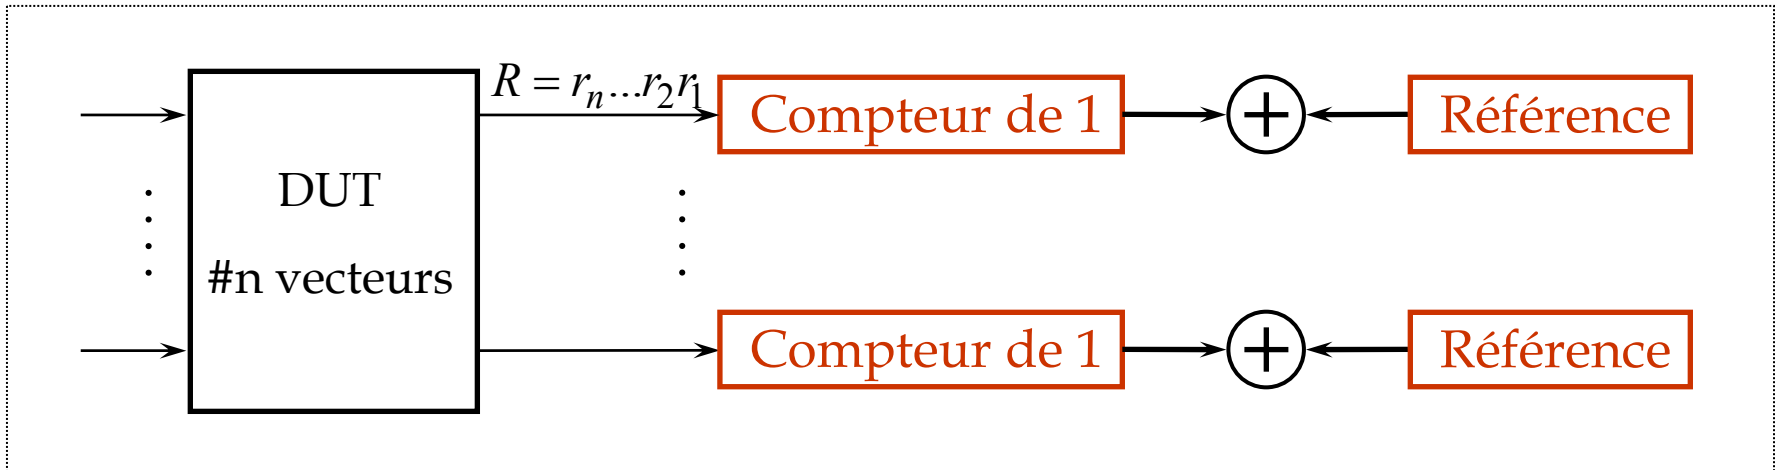 R = rₙ...r₂r₁
Compteur de 1
Référence
DUT
#n vecteurs
Compteur de 1
Référence